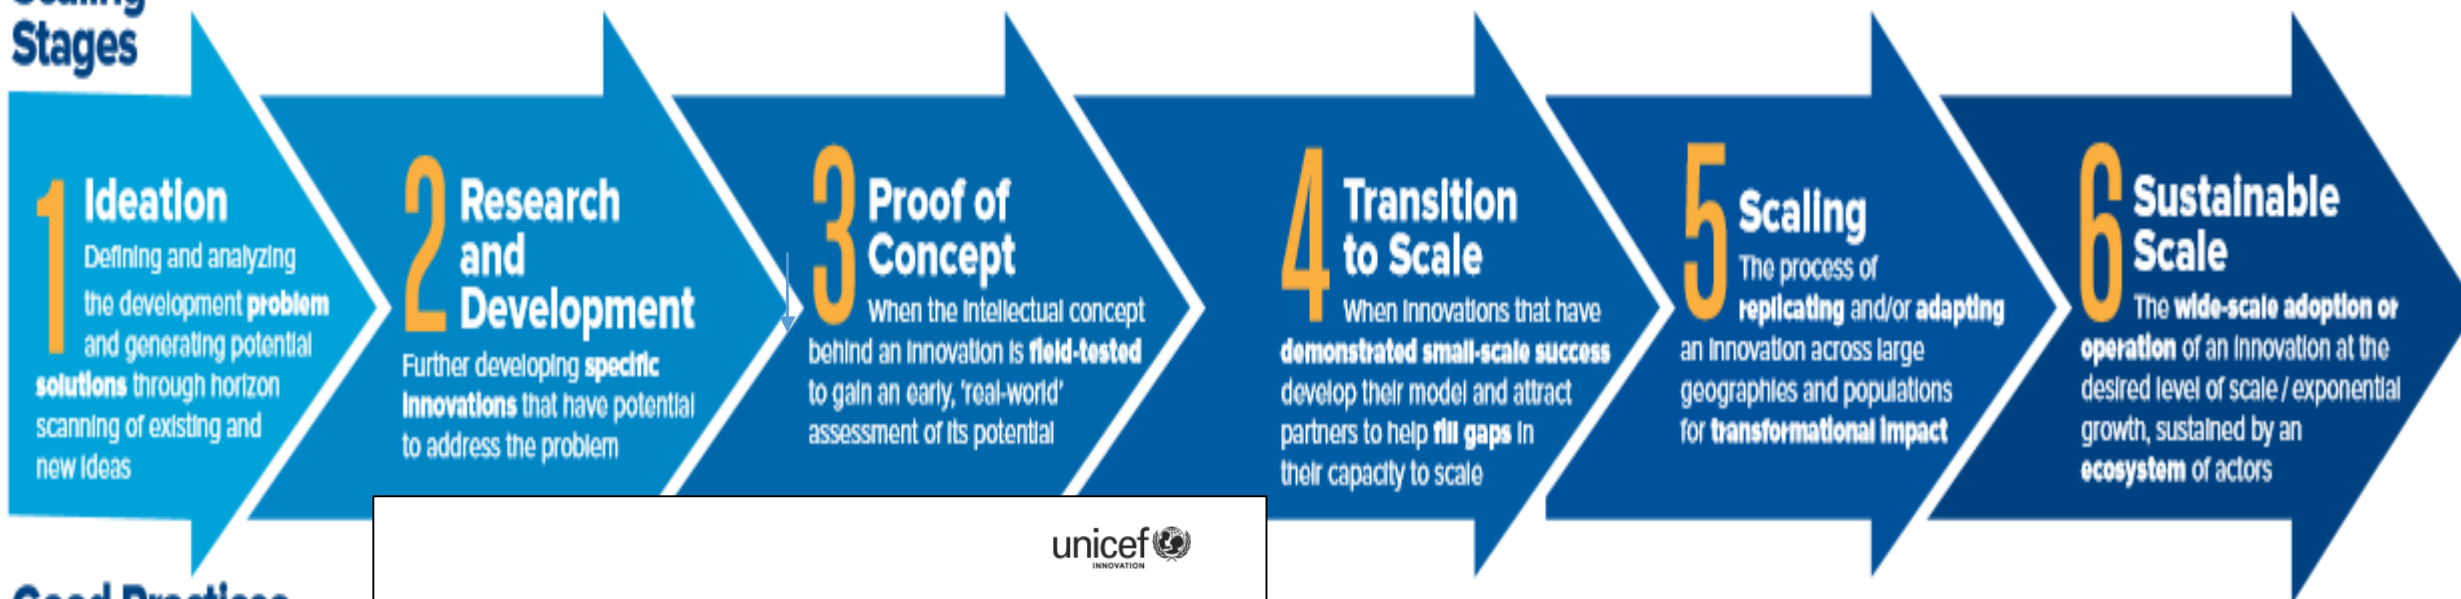 Scaling
Stages
1
Ideation
Defining and analyzing
the development problem
and generating potential
solutions through horizon
scanning of existing and
new ideas
2
Research
and
Development
Further developing specific
innovations that have potential
to address the problem
3
Proof of
Concept
When the intellectual concept
behind an innovation is field-tested
to gain an early, 'real-world'
assessment of its potential
4
Transition
to Scale
When innovations that have
demonstrated small-scale success
develop their model and attract
partners to help fill gaps in
their capacity to scale
5
Scaling
The process of
replicating and/or adapting
an innovation across large
geographies and populations
for transformational impact
6
Sustainable
Scale
The wide-scale adoption or
operation of an innovation at the
desired level of scale / exponential
growth, sustained by an
ecosystem of actors
unicef
INNOVATION
Good Practices